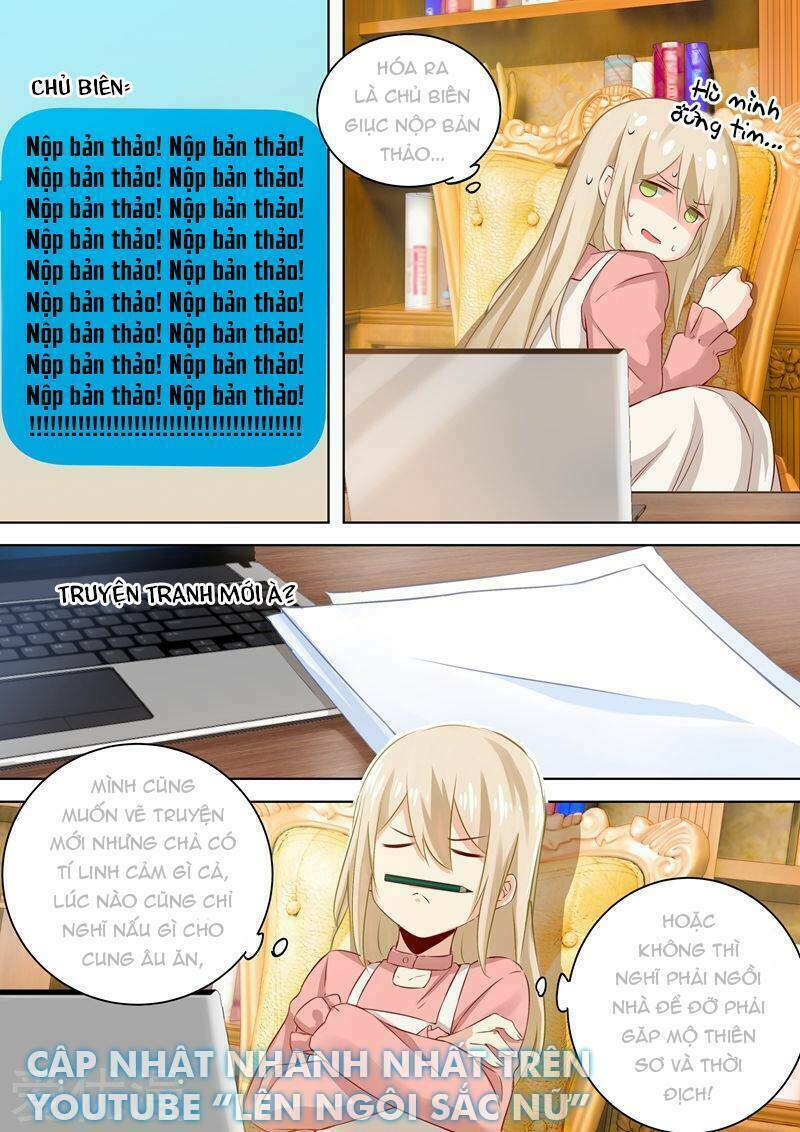 CHỦ BIÊN:
Nộp bản thảo! Nộp bản thảo!
Nộp bản thảo! Nộp bản thảo!
Nộp bản thảo! Nộp bản thảo!
Nộp bản thảo! Nộp bản thảo!
Nộp bản thảo! Nộp bản thảo!
Nộp bản thảo! Nộp bản thảo!
Nộp bản thảo! Nộp bản thảo!
Nộp bản thảo! Nộp bản thảo!
Nộp bản thảo! Nộp bản thảo!
!!!!!!!!!!!!!!!!!!!!!!!!!!!!!!!!!!!!!!!
HÓA RA
LÀ CHỦ BIÊN
GIỤC NỘP BẢN
THẢO...
Hù mình
đứng tim...
TRUYỆN TRANH MỚI À?
MÌNH CŨNG
MUỐN VẼ TRUYỆN
MỚI NHƯNG CHẢ CÓ
TÍ LINH CẢM GÌ CẢ,
LÚC NÀO CŨNG CHỈ
NGHĨ NẤU GÌ CHO
CUNG ÂU ĂN,
HOẶC
KHÔNG THÌ
NGHĨ PHẢI NGỒI
NHÀ ĐỂ ĐỠ PHẢI
GẶP MỘ THIÊN
SƠ VÀ THỜI
ĐỊCH!
CẬP NHẬT NHANH NHẤT TRÊN
YOUTUBE "LÊN NGÔI SẮC NỮ"